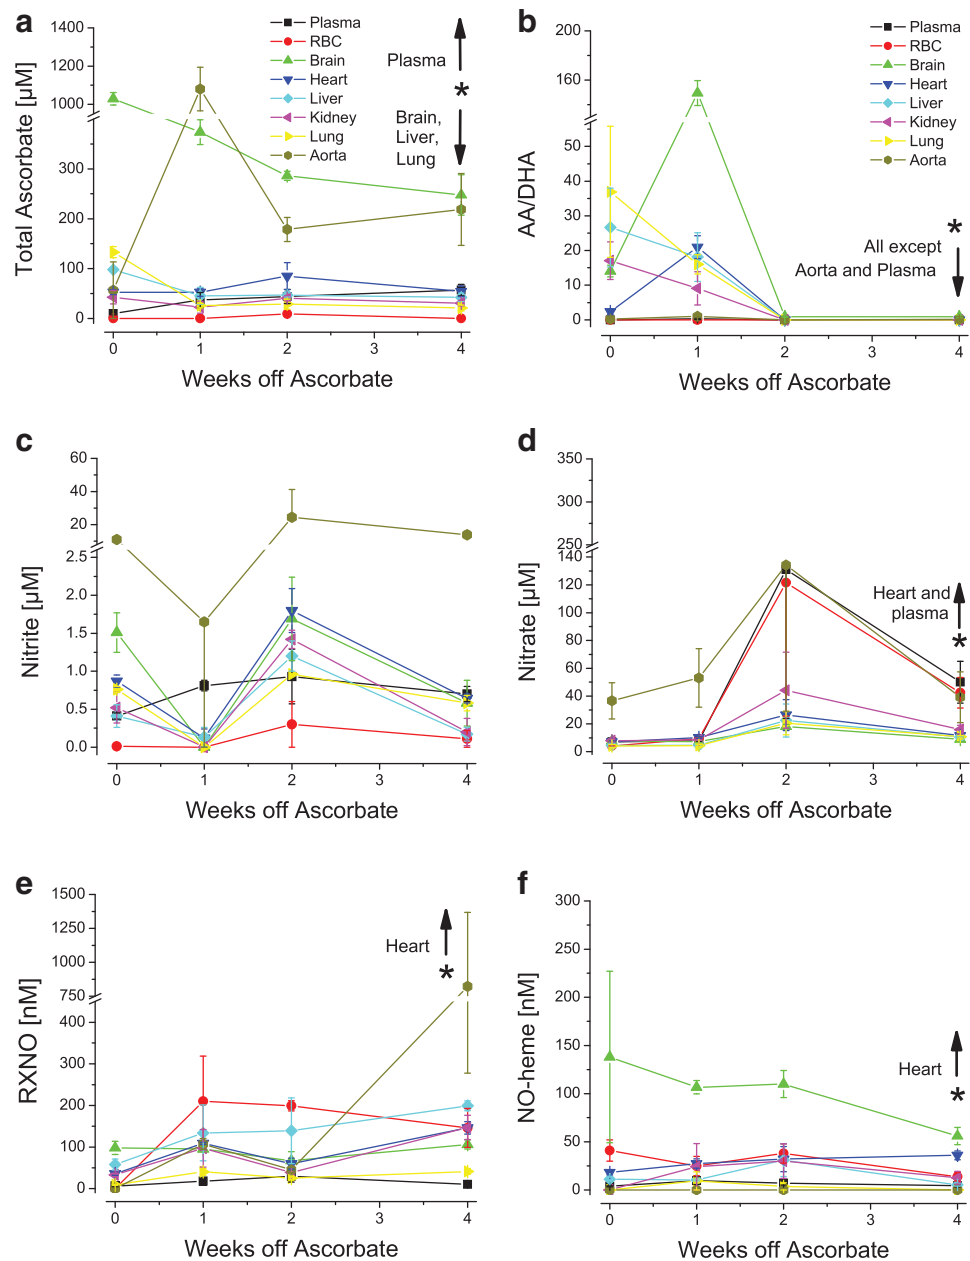 a
1400
1200
1000
300
200
100
0
Total Ascorbate [µM]
Plasma
RBC
Brain
Heart
Liver
Kidney
Lung
Aorta
Plasma
*
Brain,
Liver,
Lung
0
1
2
3
4
Weeks off Ascorbate
b
200
160
50
40
30
20
10
0
AA/DHA
Plasma
RBC
Brain
Heart
Liver
Kidney
Lung
Aorta
*
All except
Aorta and Plasma
0
1
2
3
4
Weeks off Ascorbate
c
60
40
20
2.5
2.0
1.5
1.0
0.5
0.0
Nitrite [µM]
0
1
2
3
4
Weeks off Ascorbate
d
350
300
250
140
120
100
80
60
40
20
0
Nitrate [µM]
Heart and
plasma
*
0
1
2
3
4
Weeks off Ascorbate
e
1500
1250
1000
750
400
300
200
100
0
RXNO [nM]
Heart
*
0
1
2
3
4
Weeks off Ascorbate
f
300
250
200
150
100
50
0
NO-heme [nM]
Heart
*
0
1
2
3
4
Weeks off Ascorbate